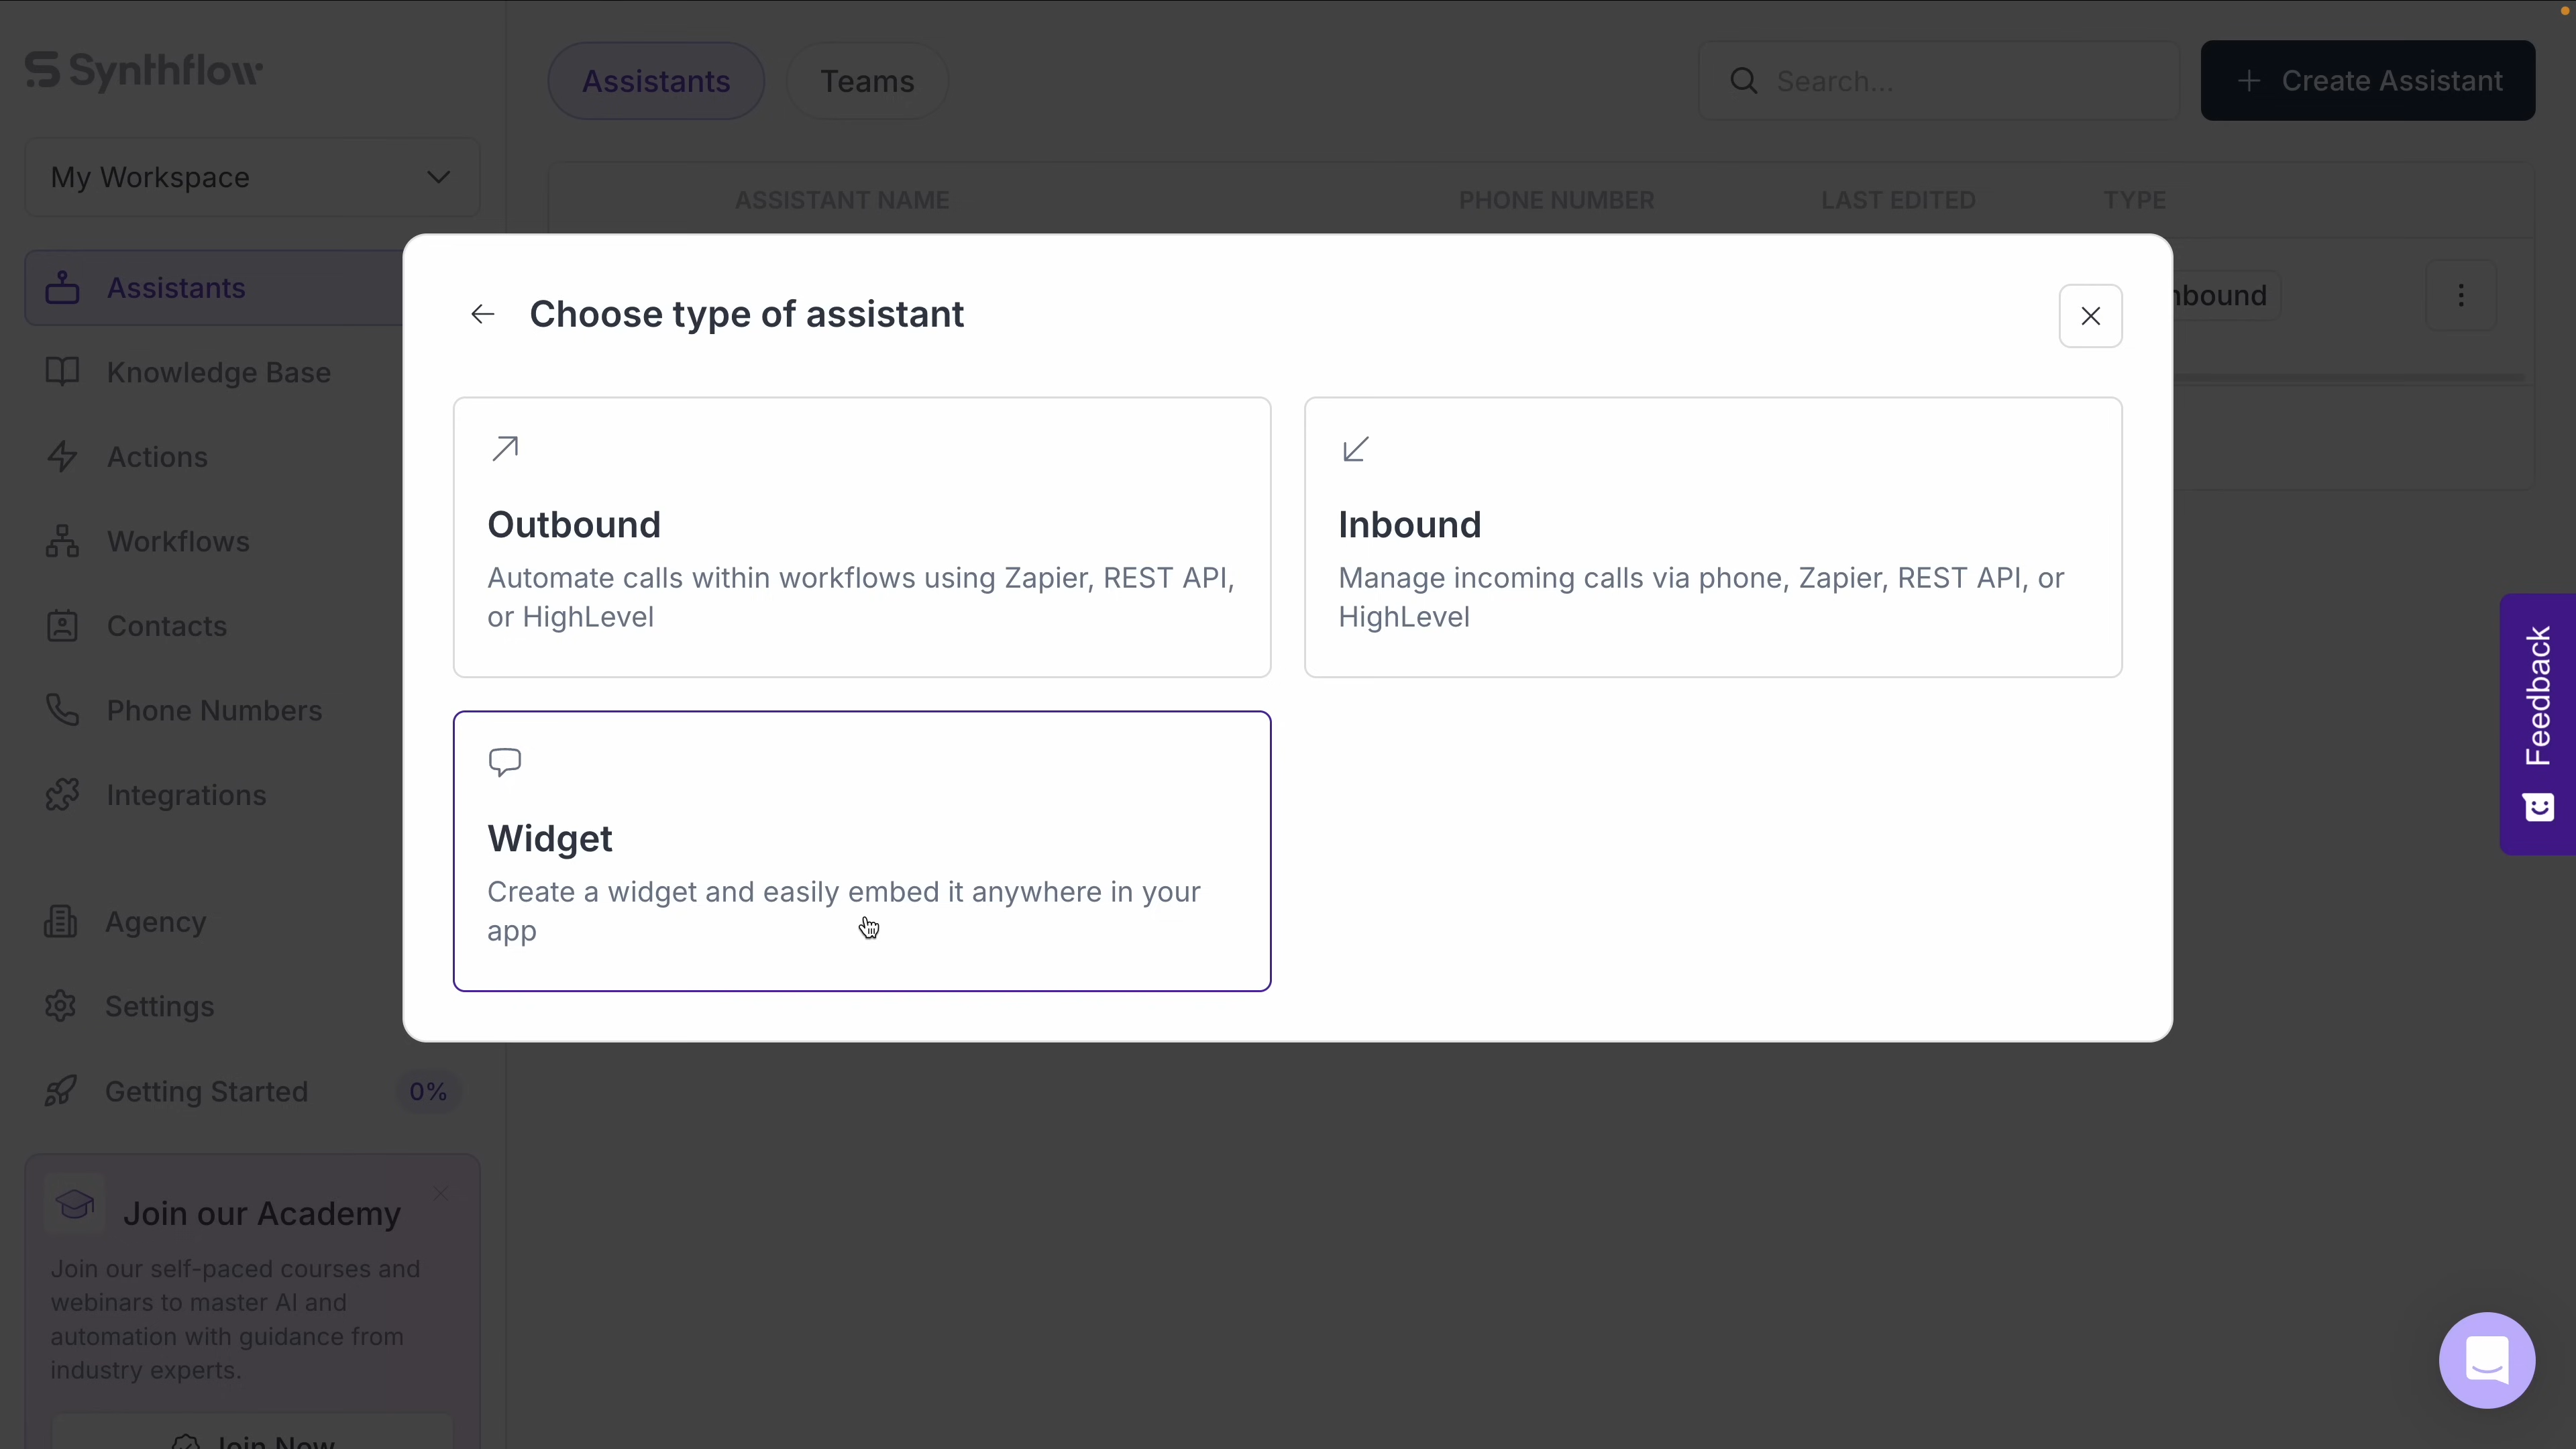 Synthflow
Assistants
Teams
Search...
+ Create Assistant
My Workspace
ASSISTANT NAME
PHONE NUMBER
LAST EDITED
TYPE
Assistants
Knowledge Base
Actions
Workflows
Contacts
Phone Numbers
Integrations
Agency
Settings
Getting Started
0%
Join our Academy
Join our self-paced courses and
webinars to master AI and
automation with guidance from
industry experts.
Join Now
Choose type of assistant
Outbound
Automate calls within workflows using Zapier, REST API,
or HighLevel
Inbound
Manage incoming calls via phone, Zapier, REST API, or
HighLevel
Widget
Create a widget and easily embed it anywhere in your
app
Feedback